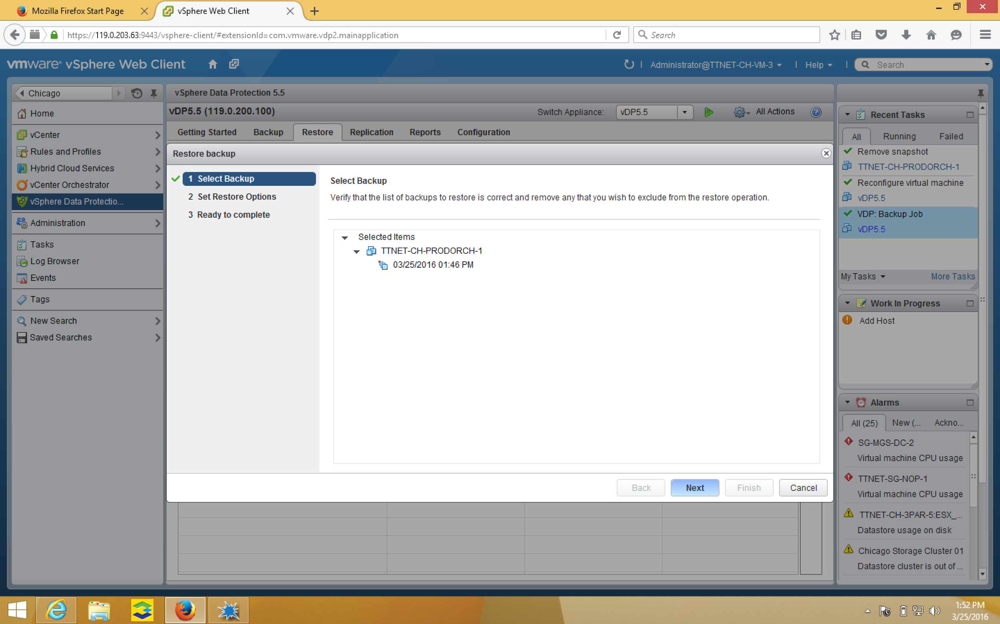 Mozilla Firefox Start Page
vSphere Web Client
https://119.0.203.63:9443/vsphere-client/#extensionId=com.vmware.vdp2.mainapplication
Search
vmware® vSphere Web Client
Administrator@TTNET-CH-VM-3
Help
Search
Chicago
Home
vCenter
Rules and Profiles
Hybrid Cloud Services
vCenter Orchestrator
vSphere Data Protectio...
Administration
Tasks
Log Browser
Events
Tags
New Search
Saved Searches
vSphere Data Protection 5.5
vDP5.5 (119.0.200.100)
Switch Appliance:
vDP5.5
All Actions
Getting Started
Backup
Restore
Replication
Reports
Configuration
Restore backup
1 Select Backup
2 Set Restore Options
3 Ready to complete
Select Backup
Verify that the list of backups to restore is correct and remove any that you wish to exclude from the restore operation.
Selected Items
TTNET-CH-PRODORCH-1
03/25/2016 01:46 PM
Back
Next
Finish
Cancel
Recent Tasks
All
Running
Failed
Remove snapshot
TTNET-CH-PRODORCH-1
Reconfigure virtual machine
vDP5.5
VDP: Backup Job
vDP5.5
My Tasks
More Tasks
Work In Progress
Add Host
Alarms
All (25)
New (...
Ackno...
SG-MGS-DC-2
Virtual machine CPU usage
TTNET-SG-NOP-1
Virtual machine CPU usage
TTNET-CH-3PAR-5:ESX_...
Datastore usage on disk
Chicago Storage Cluster 01
Datastore cluster is out of ...
1:52 PM
3/25/2016